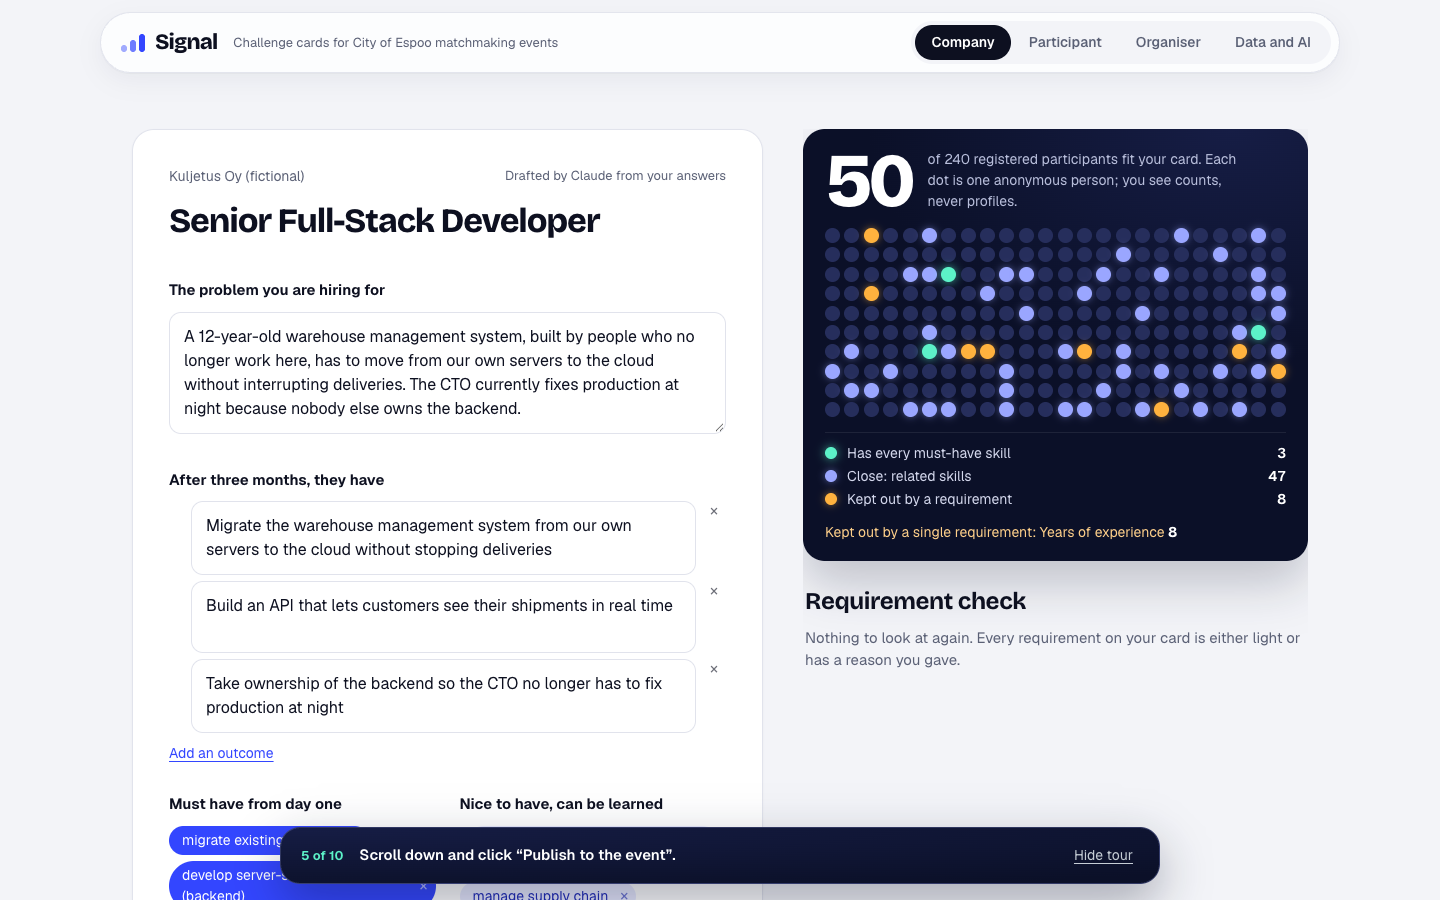 Signal
Challenge cards for City of Espoo matchmaking events
Company
Participant
Organiser
Data and AI
Kuljetus Oy (fictional)
Drafted by Claude from your answers
Senior Full-Stack Developer
The problem you are hiring for
A 12-year-old warehouse management system, built by people who no
longer work here, has to move from our own servers to the cloud
without interrupting deliveries. The CTO currently fixes production at
night because nobody else owns the backend.
After three months, they have
Migrate the warehouse management system from our own
servers to the cloud without stopping deliveries
×
Build an API that lets customers see their shipments in real time
×
Take ownership of the backend so the CTO no longer has to fix
production at night
×
Add an outcome
Must have from day one
Nice to have, can be learned
migrate existing
develop server-s
(backend)
×
manage supply chain ×
50
of 240 registered participants fit your card. Each
dot is one anonymous person; you see counts,
never profiles.
Has every must-have skill 3
Close: related skills 47
Kept out by a requirement 8
Kept out by a single requirement: Years of experience 8
Requirement check
Nothing to look at again. Every requirement on your card is either light or
has a reason you gave.
5 of 10
Scroll down and click “Publish to the event”.
Hide tour